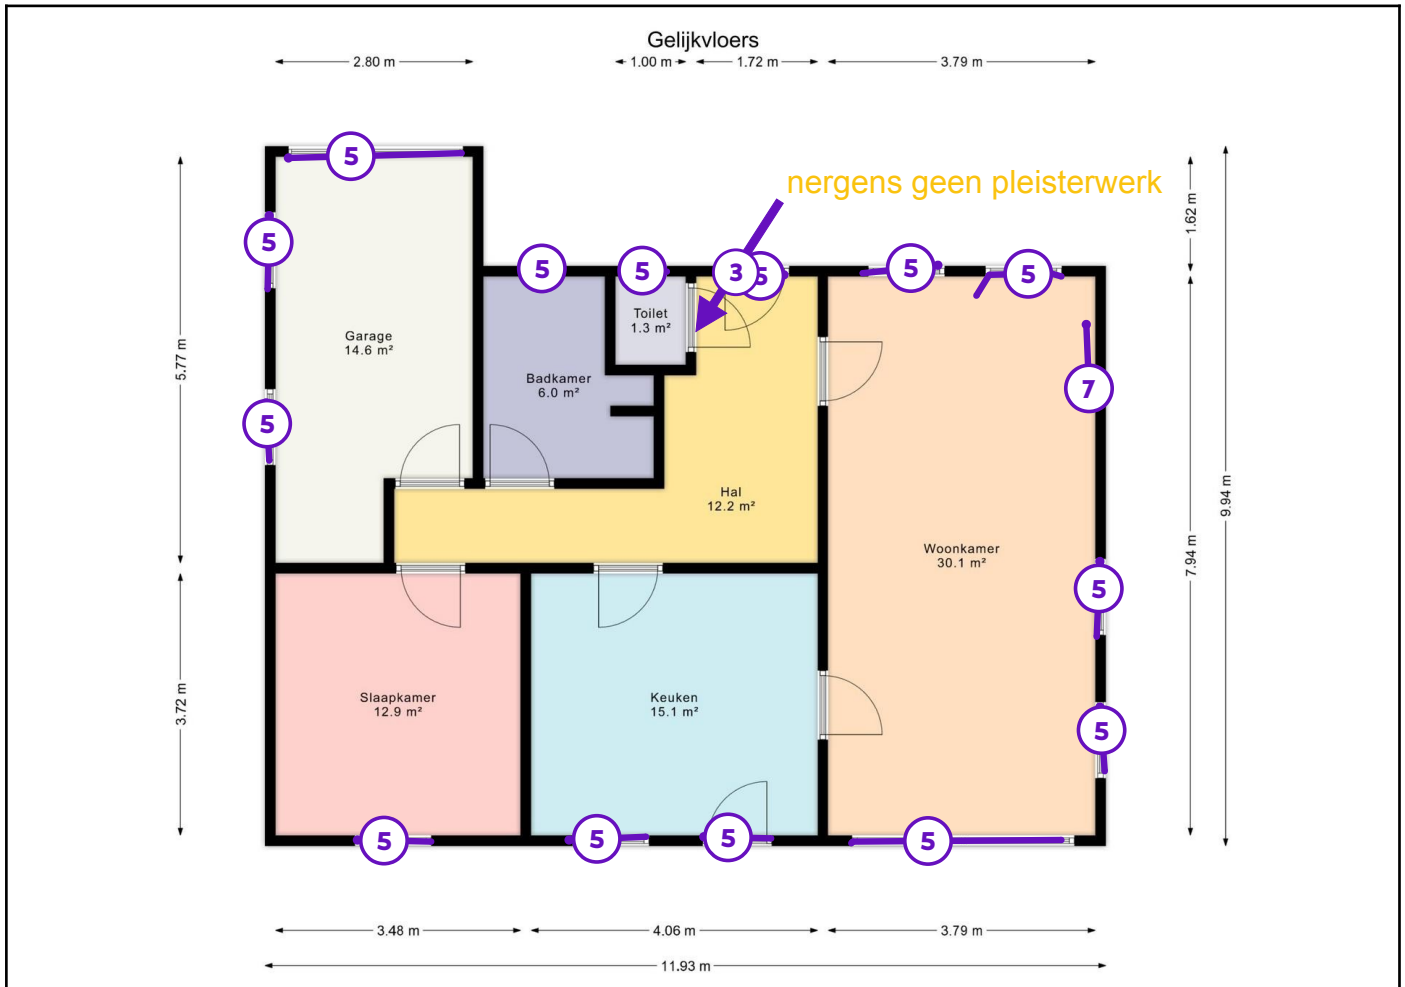 Gelijkvloers
2.80 m
1.00 m
1.72 m
3.79 m
nergens geen pleisterwerk
5
5
5
5
3
5
5
5
1.62 m
Toilet
1.3 m²
Garage
14.6 m²
5.77 m
Badkamer
6.0 m²
7
5
Hal
12.2 m²
9.94 m
Woonkamer
30.1 m²
7.94 m
5
Slaapkamer
12.9 m²
Keuken
15.1 m²
3.72 m
5
5
5
5
5
3.48 m
4.06 m
3.79 m
11.93 m